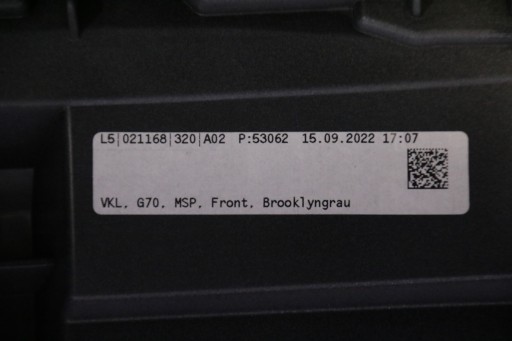 L5|021168|320|A02 P:53062 15.09.2022 17:07
VKL. G70. MSP. Front. Brooklyngrau